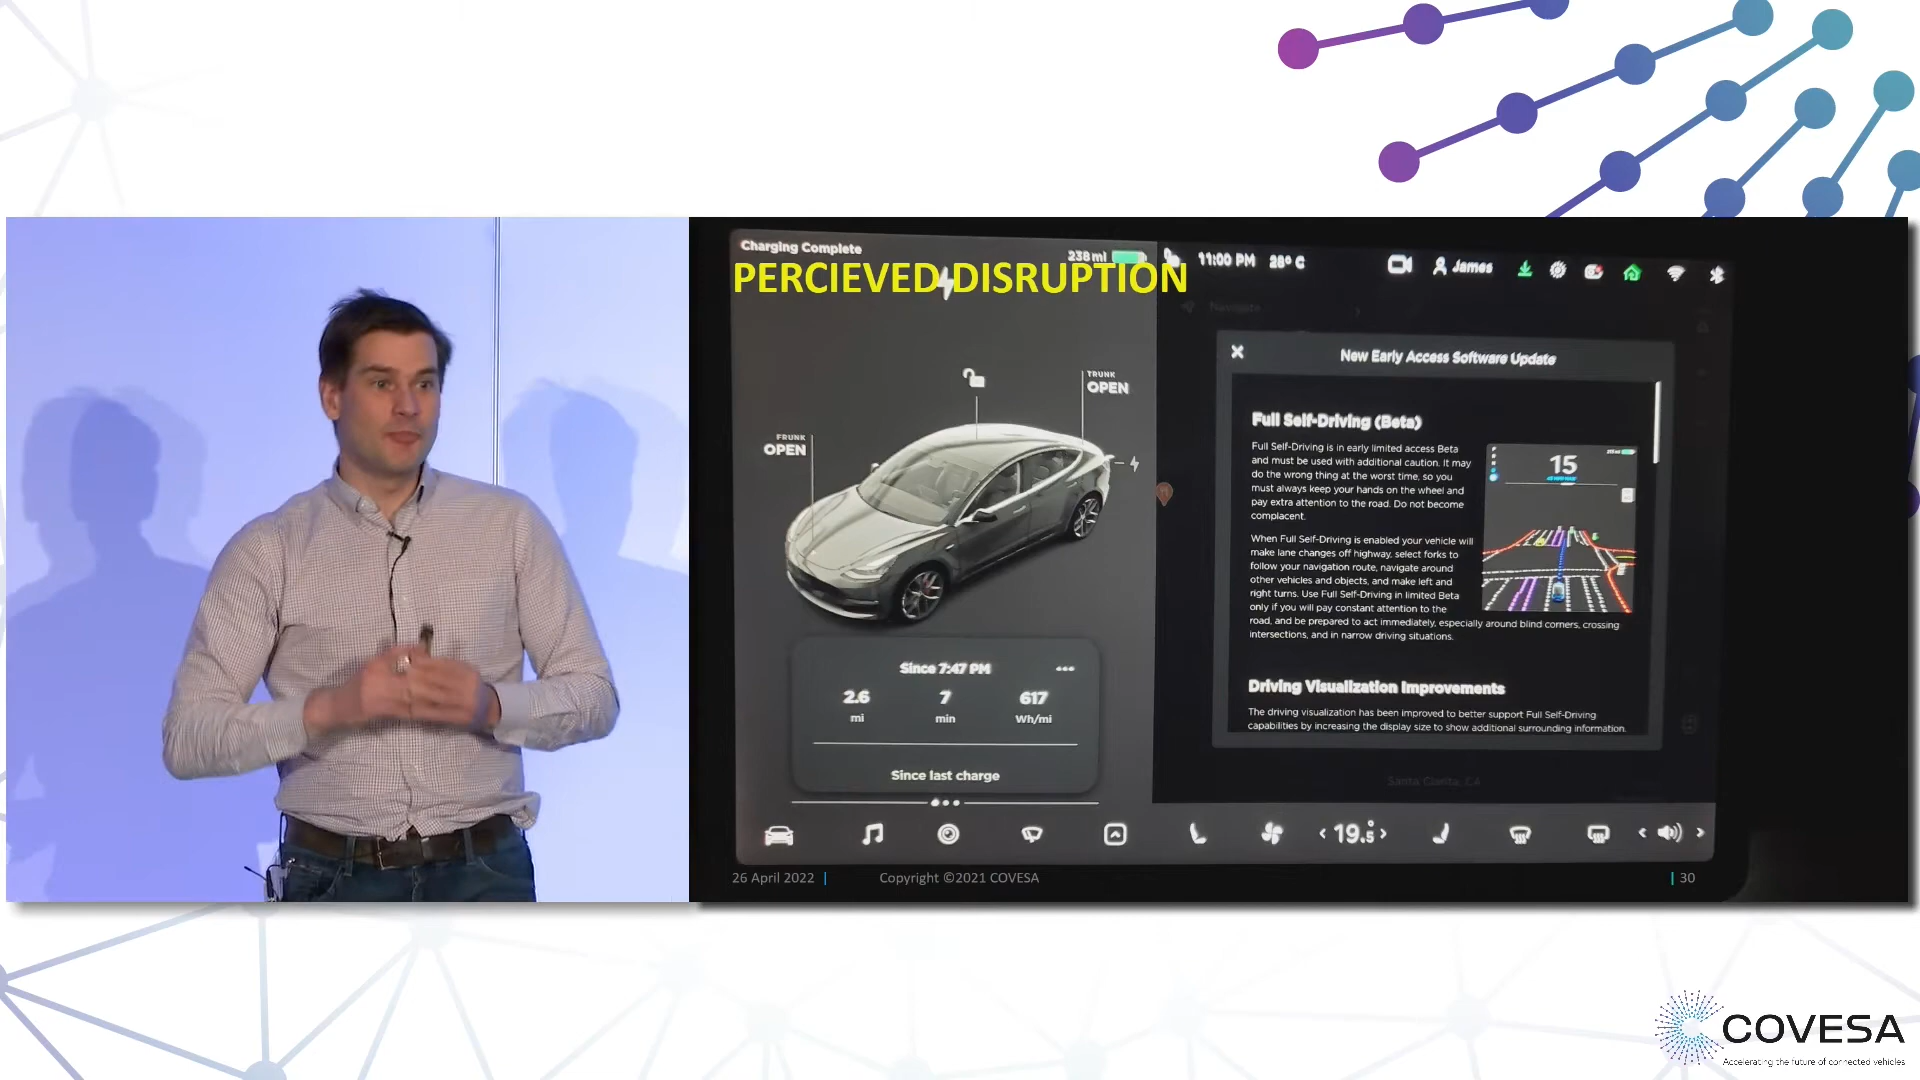 Charging Complete
238 mi
11:00 PM
28° C
James
PERCIEVED DISRUPTION
Navigate
New Early Access Software Update
TRUNK
OPEN
FRUNK
OPEN
Full Self-Driving (Beta)
Full Self-Driving is in early limited access Beta
and must be used with additional caution. It may
do the wrong thing at the worst time, so you
must always keep your hands on the wheel and
pay extra attention to the road. Do not become
complacent.
15
When Full Self-Driving is enabled your vehicle will
make lane changes off highway, select forks to
follow your navigation route, navigate around
other vehicles and objects, and make left and
right turns. Use Full Self-Driving in limited Beta
only if you will pay constant attention to the
road, and be prepared to act immediately, especially around blind corners, crossing
intersections, and in narrow driving situations.
Driving Visualization Improvements
The driving visualization has been improved to better support Full Self-Driving
capabilities by increasing the display size to show additional surrounding information.
Since 7:47 PM
2.6
mi
7
min
617
Wh/mi
Since last charge
Santa Clarita, CA
19.5
26 April 2022
Copyright ©2021 COVESA
30
COVESA
Accelerating the future of connected vehicles